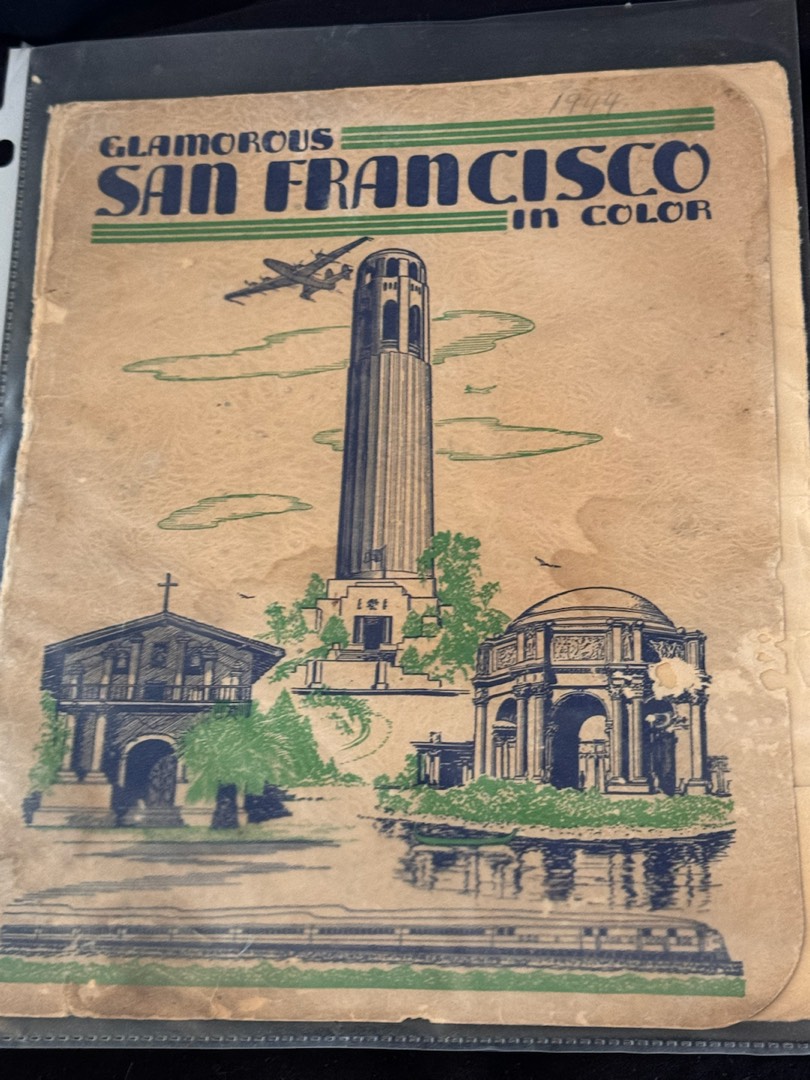 1944
GLAMOROUS
SAN FRANCISCO
IN COLOR